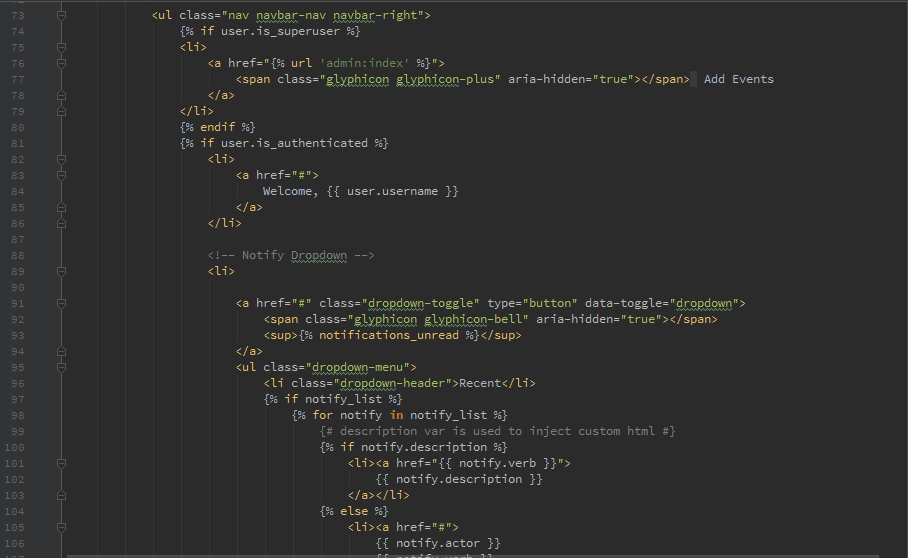 73 <ul class="nav navbar-nav navbar-right">
74 {% if user.is_superuser %}
75 <li>
76 <a href="{% url 'admin:index' %}">
77 <span class="glyphicon glyphicon-plus" aria-hidden="true"></span> Add Events
78 </a>
79 </li>
80 {% endif %}
81 {% if user.is_authenticated %}
82 <li>
83 <a href="#">
84 Welcome, {{ user.username }}
85 </a>
86 </li>
87
88 <!-- Notify Dropdown -->
89 <li>
90
91 <a href="#" class="dropdown-toggle" type="button" data-toggle="dropdown">
92 <span class="glyphicon glyphicon-bell" aria-hidden="true"></span>
93 <sup>{% notifications_unread %}</sup>
94 </a>
95 <ul class="dropdown-menu">
96 <li class="dropdown-header">Recent</li>
97 {% if notify_list %}
98 {% for notify in notify_list %}
99 {# description var is used to inject custom html #}
100 {% if notify.description %}
101 <li><a href="{{ notify.verb }}">
102 {{ notify.description }}
103 </a></li>
104 {% else %}
105 <li><a href="#">
106 {{ notify.actor }}